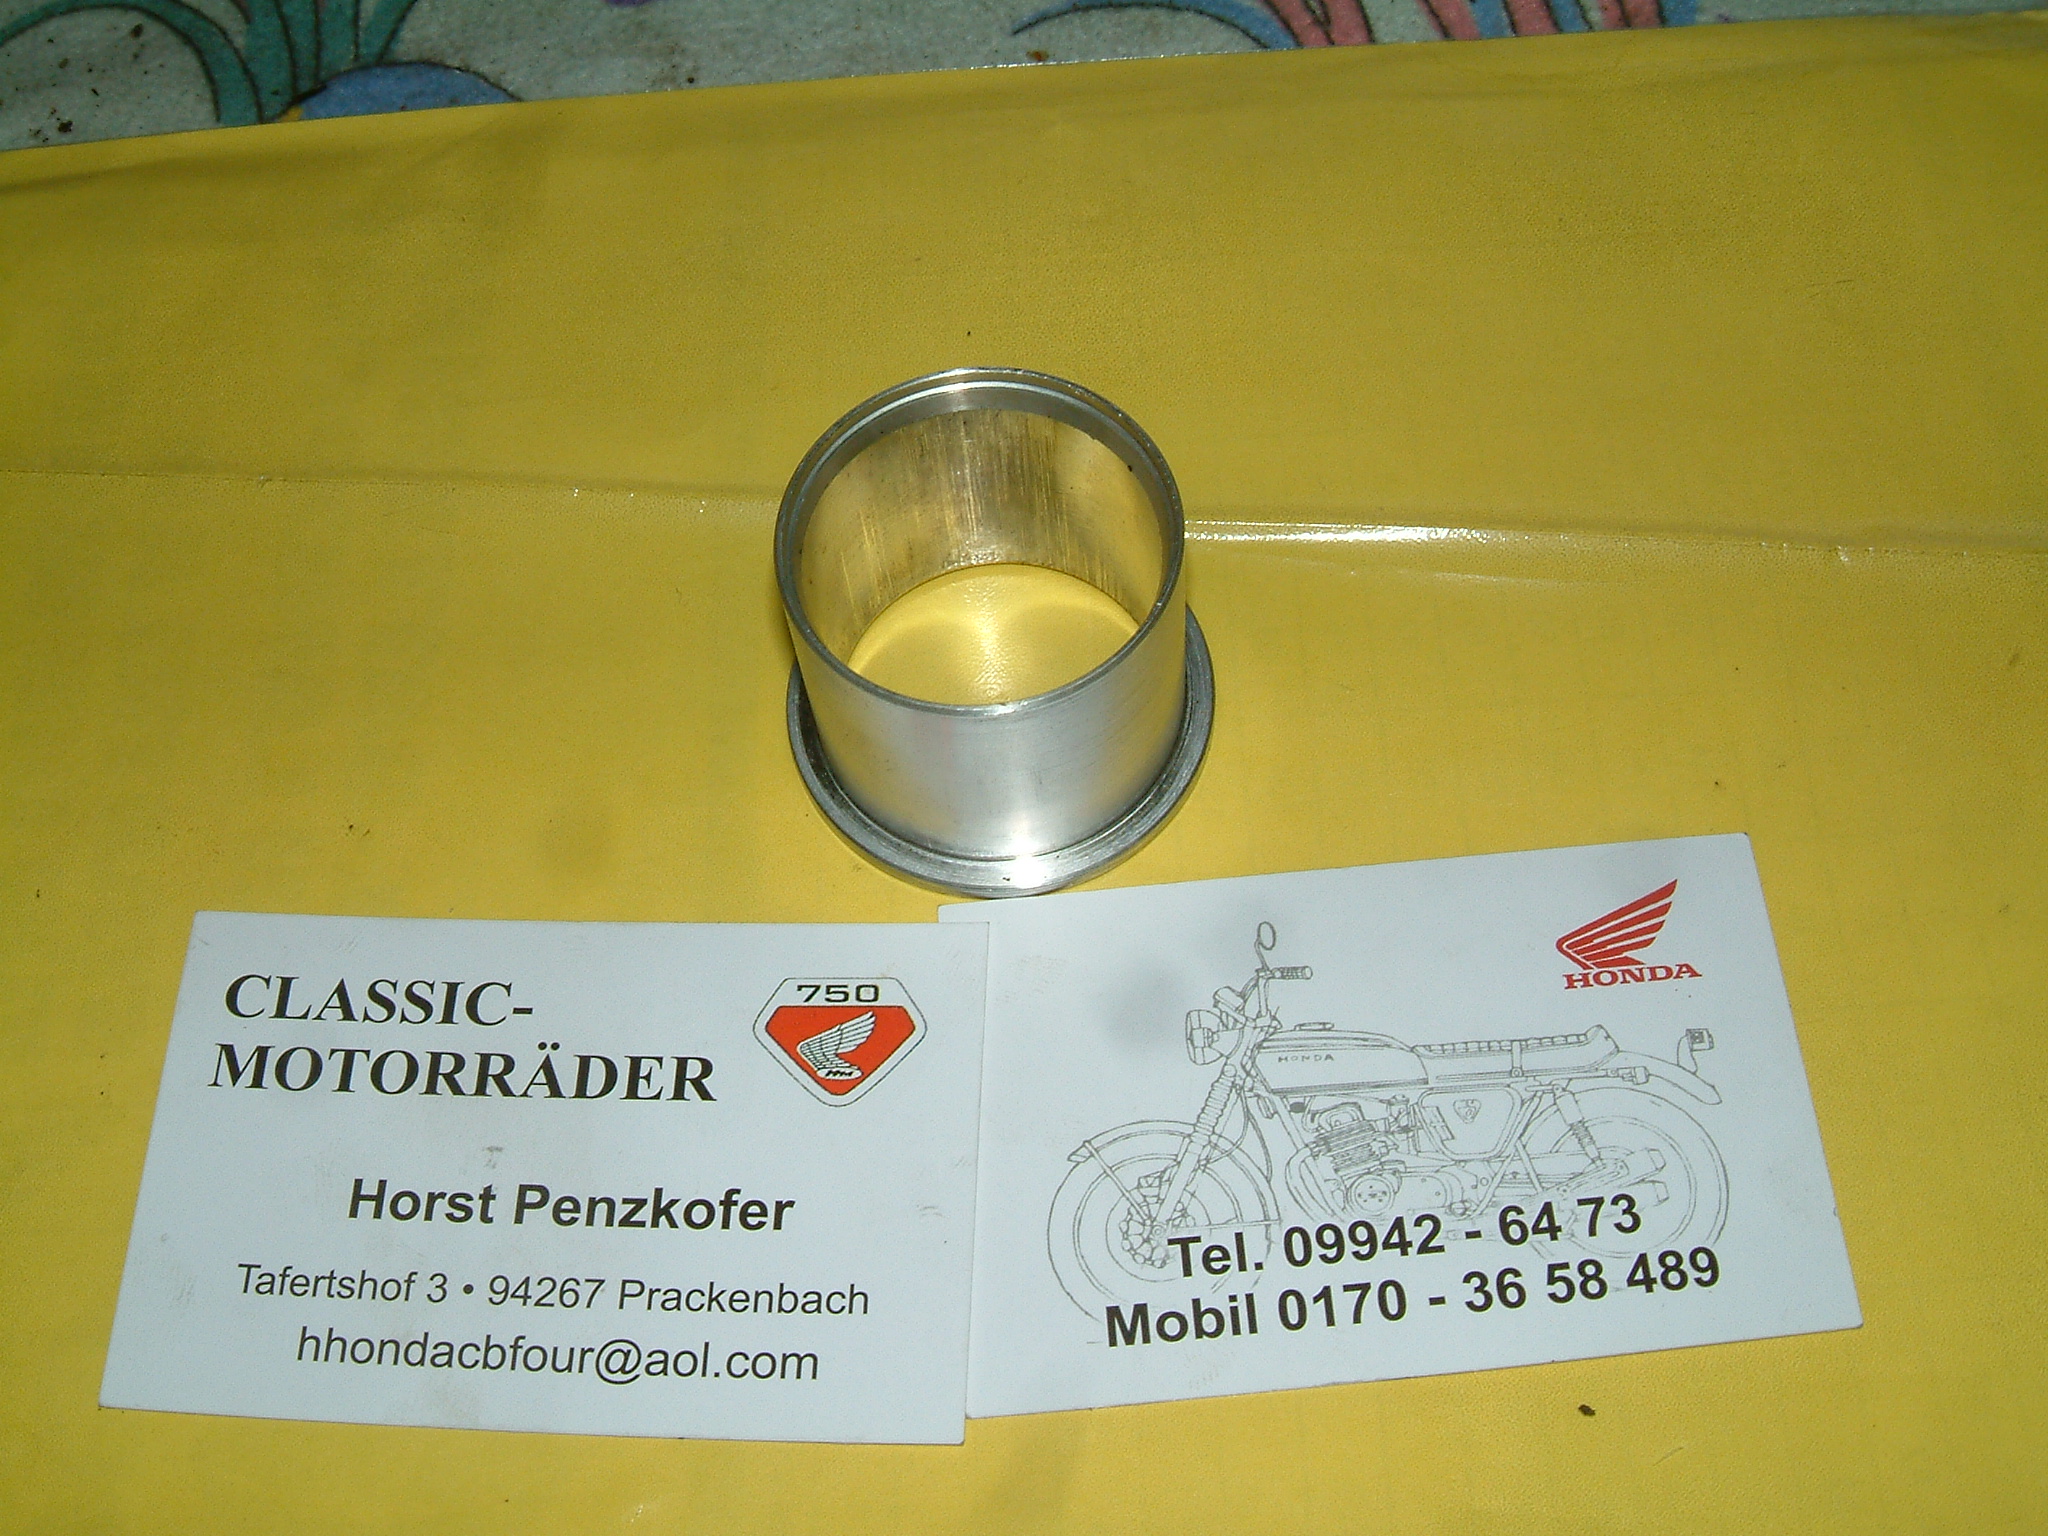 CLASSIC-
MOTORRÄDER
750
HM
Horst Penzkofer
Tafertshof 3 • 94267 Prackenbach
hhondacbfour@aol.com
HONDA
HONDA
Tel. 09942 - 64 73
Mobil 0170 - 36 58 489